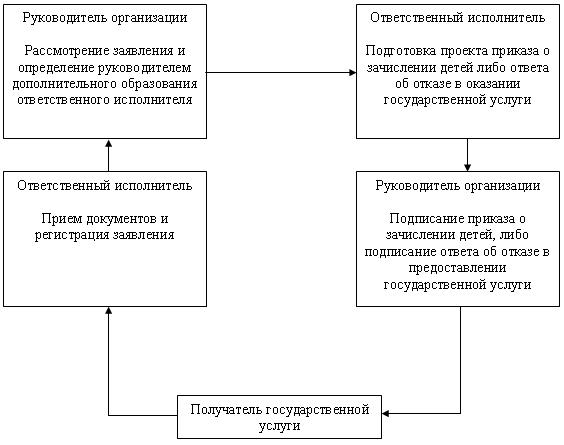 Руководитель организации
Рассмотрение заявления и
определение руководителем
дополнительного образования
ответственного исполнителя
Ответственный исполнитель
Подготовка проекта приказа о
зачислении детей либо ответа
об отказе в оказании
государственной услуги
Ответственный исполнитель
Прием документов и
регистрация заявления
Руководитель организации
Подписание приказа о
зачислении детей, либо
подписание ответа об отказе в
предоставлении
государственной услуги
Получатель государственной
услуги